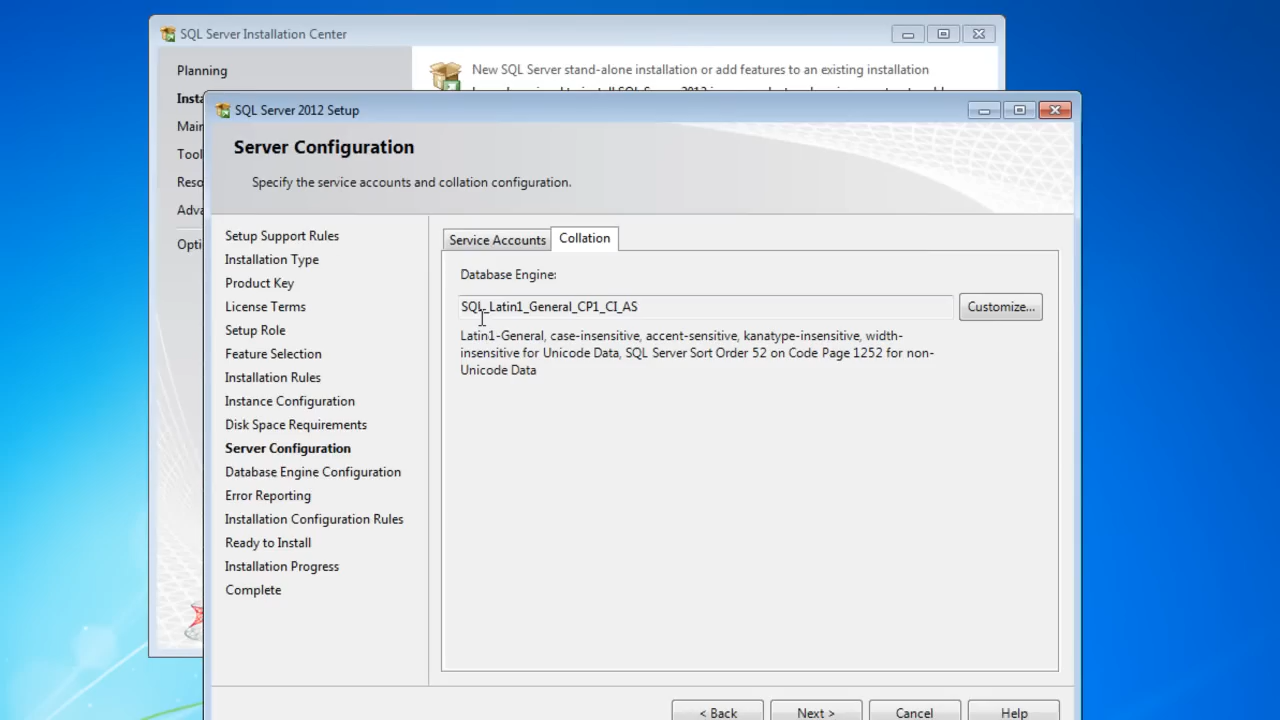 SQL Server Installation Center
Planning
New SQL Server stand-alone installation or add features to an existing installation
SQL Server 2012 Setup
Server Configuration
Specify the service accounts and collation configuration.
Setup Support Rules
Installation Type
Product Key
License Terms
Setup Role
Feature Selection
Installation Rules
Instance Configuration
Disk Space Requirements
Server Configuration
Database Engine Configuration
Error Reporting
Installation Configuration Rules
Ready to Install
Installation Progress
Complete
Service Accounts
Collation
Database Engine:
SQL_Latin1_General_CP1_CI_AS
Customize...
Latin1-General, case-insensitive, accent-sensitive, kanatype-insensitive, width-
insensitive for Unicode Data, SQL Server Sort Order 52 on Code Page 1252 for non-
Unicode Data
< Back
Next >
Cancel
Help